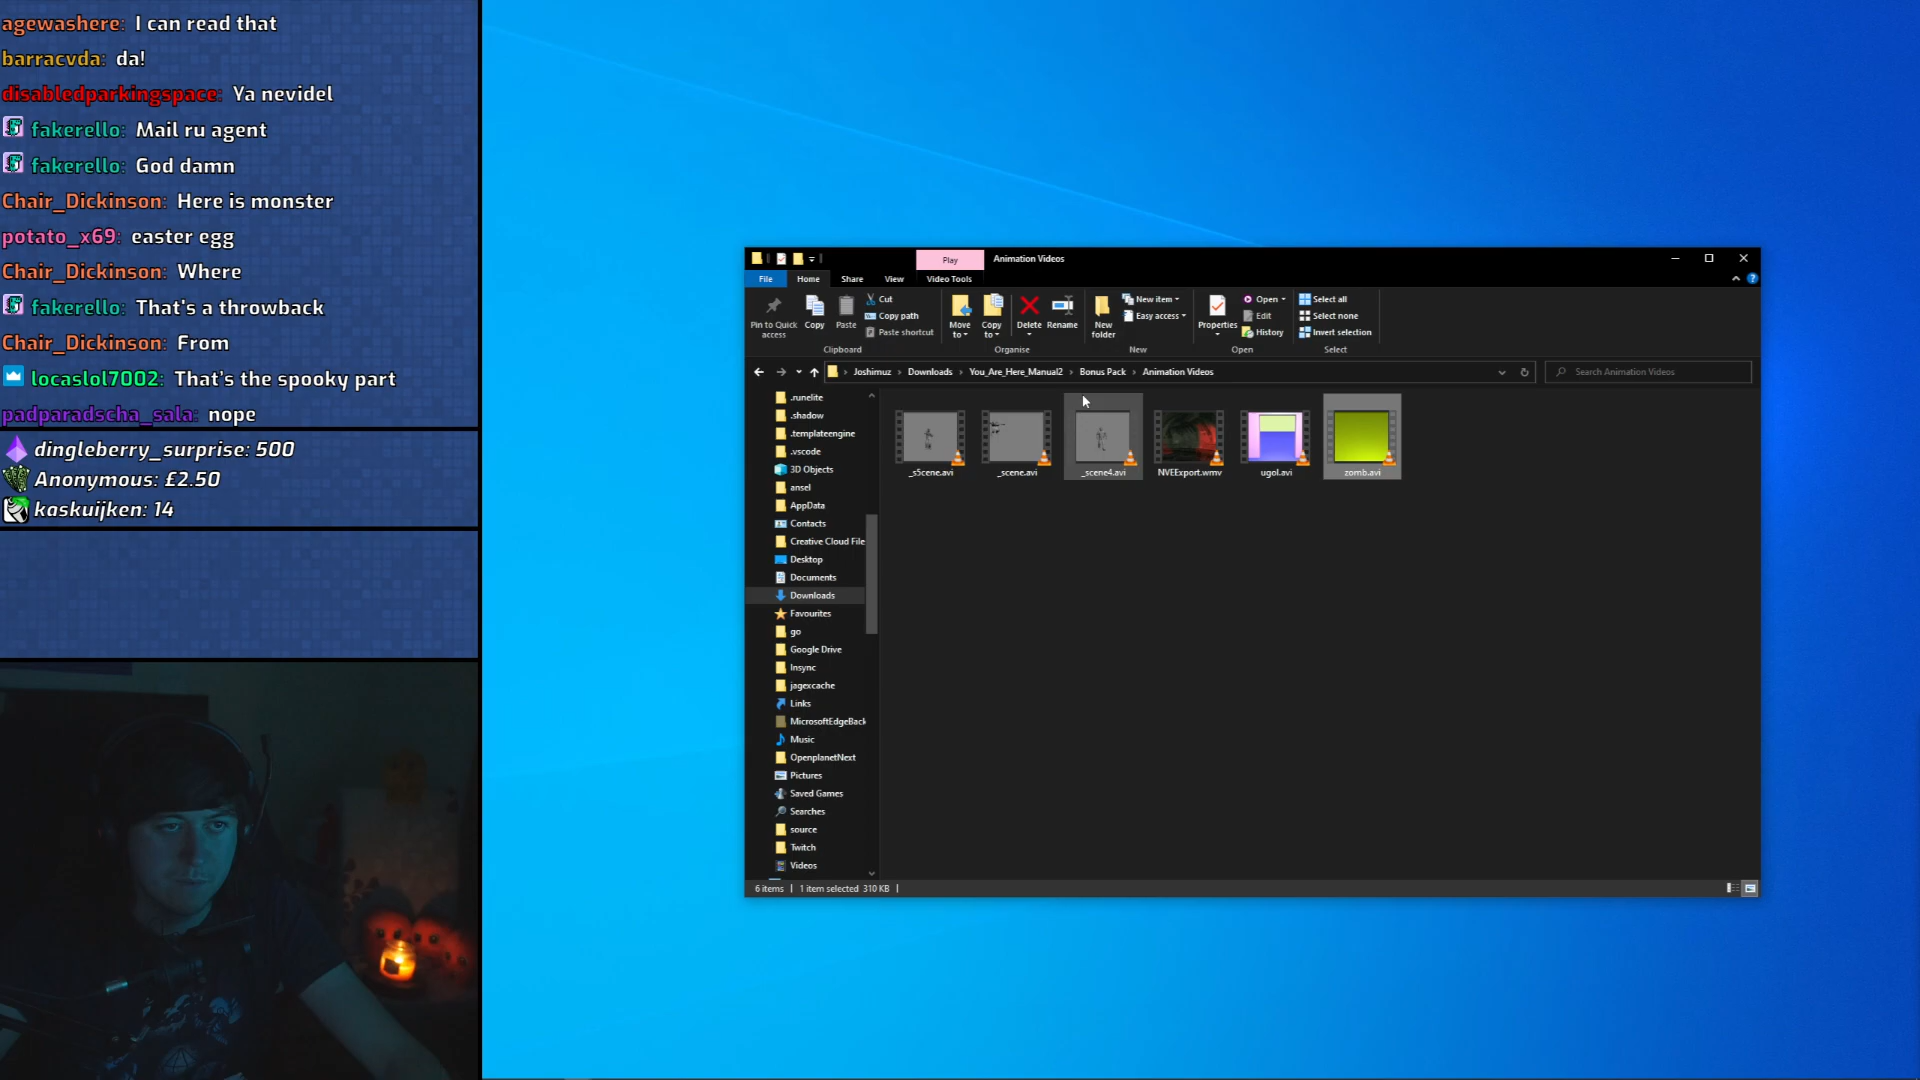 agewashere: I can read that
barracvda: da!
disabledparkingspace: Ya nevidel
fakerello: Mail ru agent
fakerello: God damn
Chair_Dickinson: Here is monster
potato_x69: easter egg
Chair_Dickinson: Where
fakerello: That's a throwback
Chair_Dickinson: From
locaslol7002: That's the spooky part
padparadscha_sala: nope
dingleberry_surprise: 500
Anonymous: £2.50
kaskuijken: 14
Play
Animation Videos
File
Home
Share
View
Video Tools
Pin to Quick access
Copy
Paste
Cut
Copy path
Paste shortcut
Clipboard
Move to
Copy to
Delete
Rename
Organise
New folder
New item
Easy access
New
Properties
Open
Edit
History
Open
Select all
Select none
Invert selection
Select
Joshimuz > Downloads > You_Are_Here_Manual2 > Bonus Pack > Animation Videos
Search Animation Videos
.runelite
.shadow
.templateengine
.vscode
3D Objects
ansel
AppData
Contacts
Creative Cloud File
Desktop
Documents
Downloads
Favourites
go
Google Drive
Insync
jagexcache
Links
MicrosoftEdgeBack
Music
OpenplanetNext
Pictures
Saved Games
Searches
source
Twitch
Videos
_s5cene.avi
_scene.avi
_scene4.avi
NVEExport.wmv
ugol.avi
zomb.avi
6 items
1 item selected 310 KB